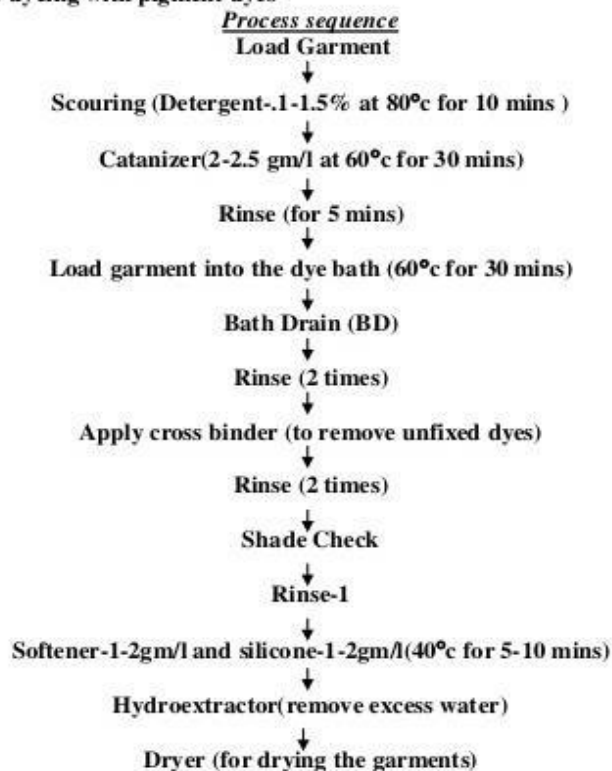 dyeing with pigment dyes
Process sequence
Load Garment
Scouring (Detergent-.1-1.5% at 80°c for 10 mins )
Catanizer(2-2.5 gm/l at 60°c for 30 mins)
Rinse (for 5 mins)
Load garment into the dye bath (60°c for 30 mins)
Bath Drain (BD)
Rinse (2 times)
Apply cross binder (to remove unfixed dyes)
Rinse (2 times)
Shade Check
Rinse-1
Softener-1-2gm/l and silicone-1-2gm/l(40°c for 5-10 mins)
Hydroextractor(remove excess water)
Dryer (for drying the garments)